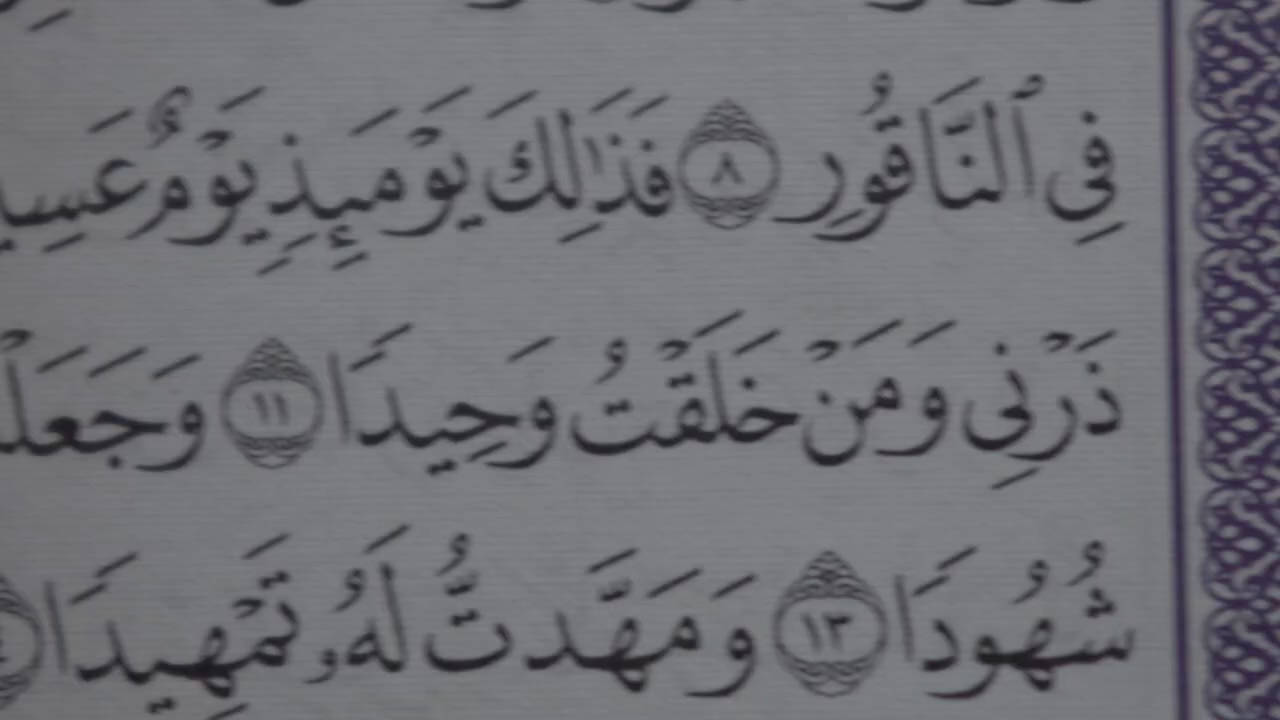 فِى ٱلنَّاقُورِ ٨ فَذَٰلِكَ يَوْمَئِذٍ يَوْمٌ
ذَرْنِى وَمَنْ خَلَقْتُ وَحِيدًا ١١
شُهُودًا ١٣ وَمَهَّدتُّ لَهُۥ تَمْهِيدًا